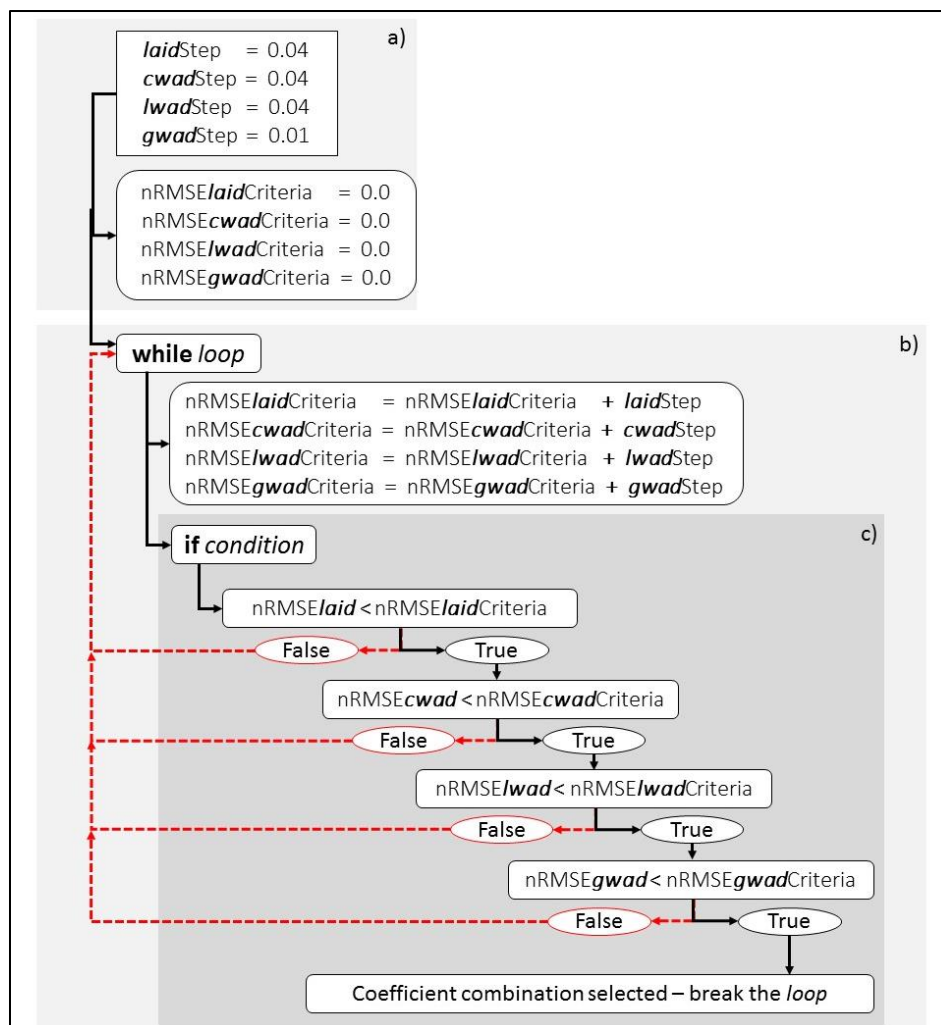 a)
laidStep = 0.04
cwadStep = 0.04
lwadStep = 0.04
gwadStep = 0.01
nRMSElaidCriteria = 0.0
nRMSEcwadCriteria = 0.0
nRMSElwadCriteria = 0.0
nRMSEgwadCriteria = 0.0
b)
while loop
nRMSElaidCriteria = nRMSElaidCriteria + laidStep
nRMSEcwadCriteria = nRMSEcwadCriteria + cwadStep
nRMSElwadCriteria = nRMSElwadCriteria + lwadStep
nRMSEgwadCriteria = nRMSEgwadCriteria + gwadStep
c)
if condition
nRMSElaid < nRMSElaidCriteria
False True
nRMSEcwad < nRMSEcwadCriteria
False True
nRMSElwad < nRMSElwadCriteria
False True
nRMSEgwad < nRMSEgwadCriteria
False True
Coefficient combination selected – break the loop